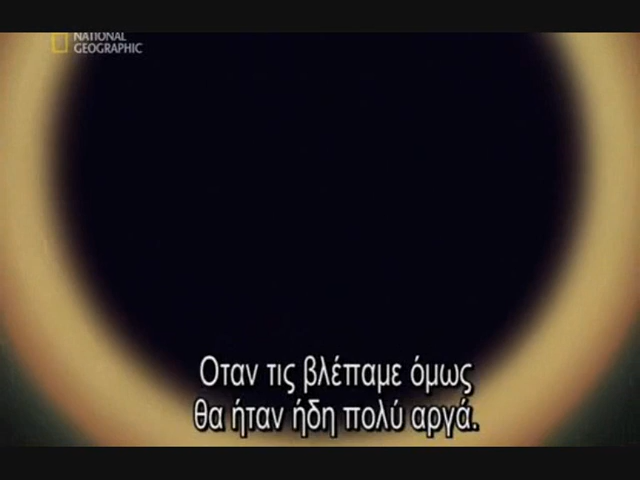 NATIONAL
GEOGRAPHIC
Οταν τις βλέπαμε όμως
θα ήταν ήδη πολύ αργά.